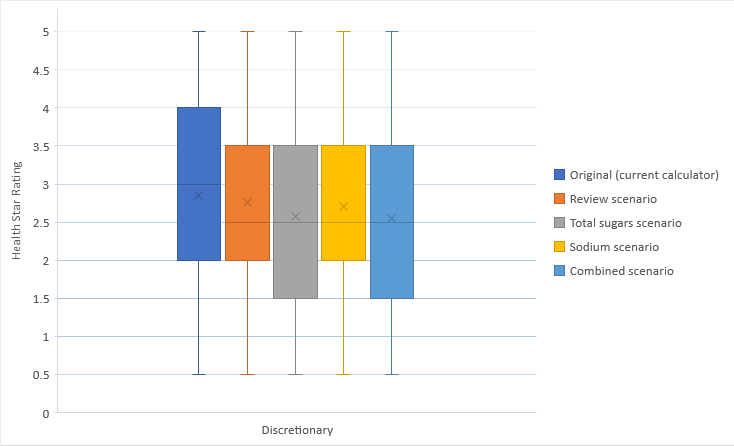 5
4.5
4
3.5
3
2.5
2
1.5
1
0.5
0
Health Star Rating
Discretionary
Original (current calculator)
Review scenario
Total sugars scenario
Sodium scenario
Combined scenario